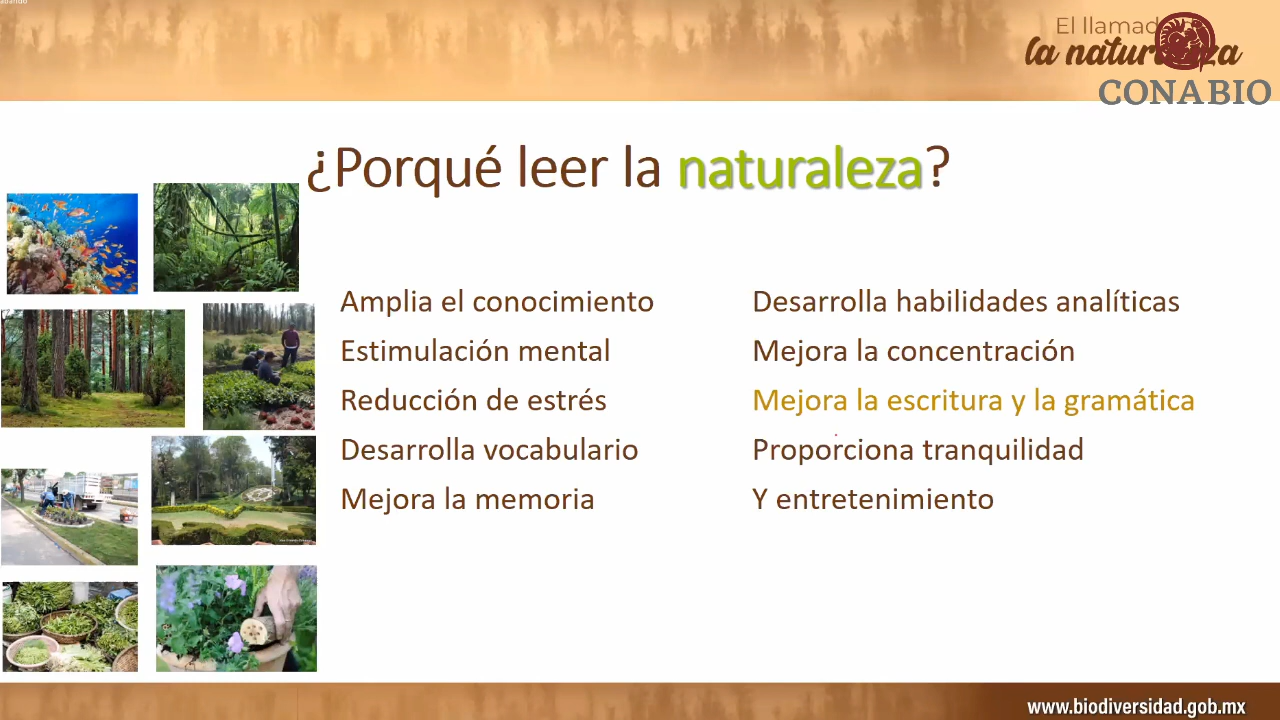 El llamad
la naturaleza
CONABIO
¿Porqué leer la naturaleza?
Amplia el conocimiento
Estimulación mental
Reducción de estrés
Desarrolla vocabulario
Mejora la memoria
Desarrolla habilidades analíticas
Mejora la concentración
Mejora la escritura y la gramática
Proporciona tranquilidad
Y entretenimiento
www.biodiversidad.gob.mx